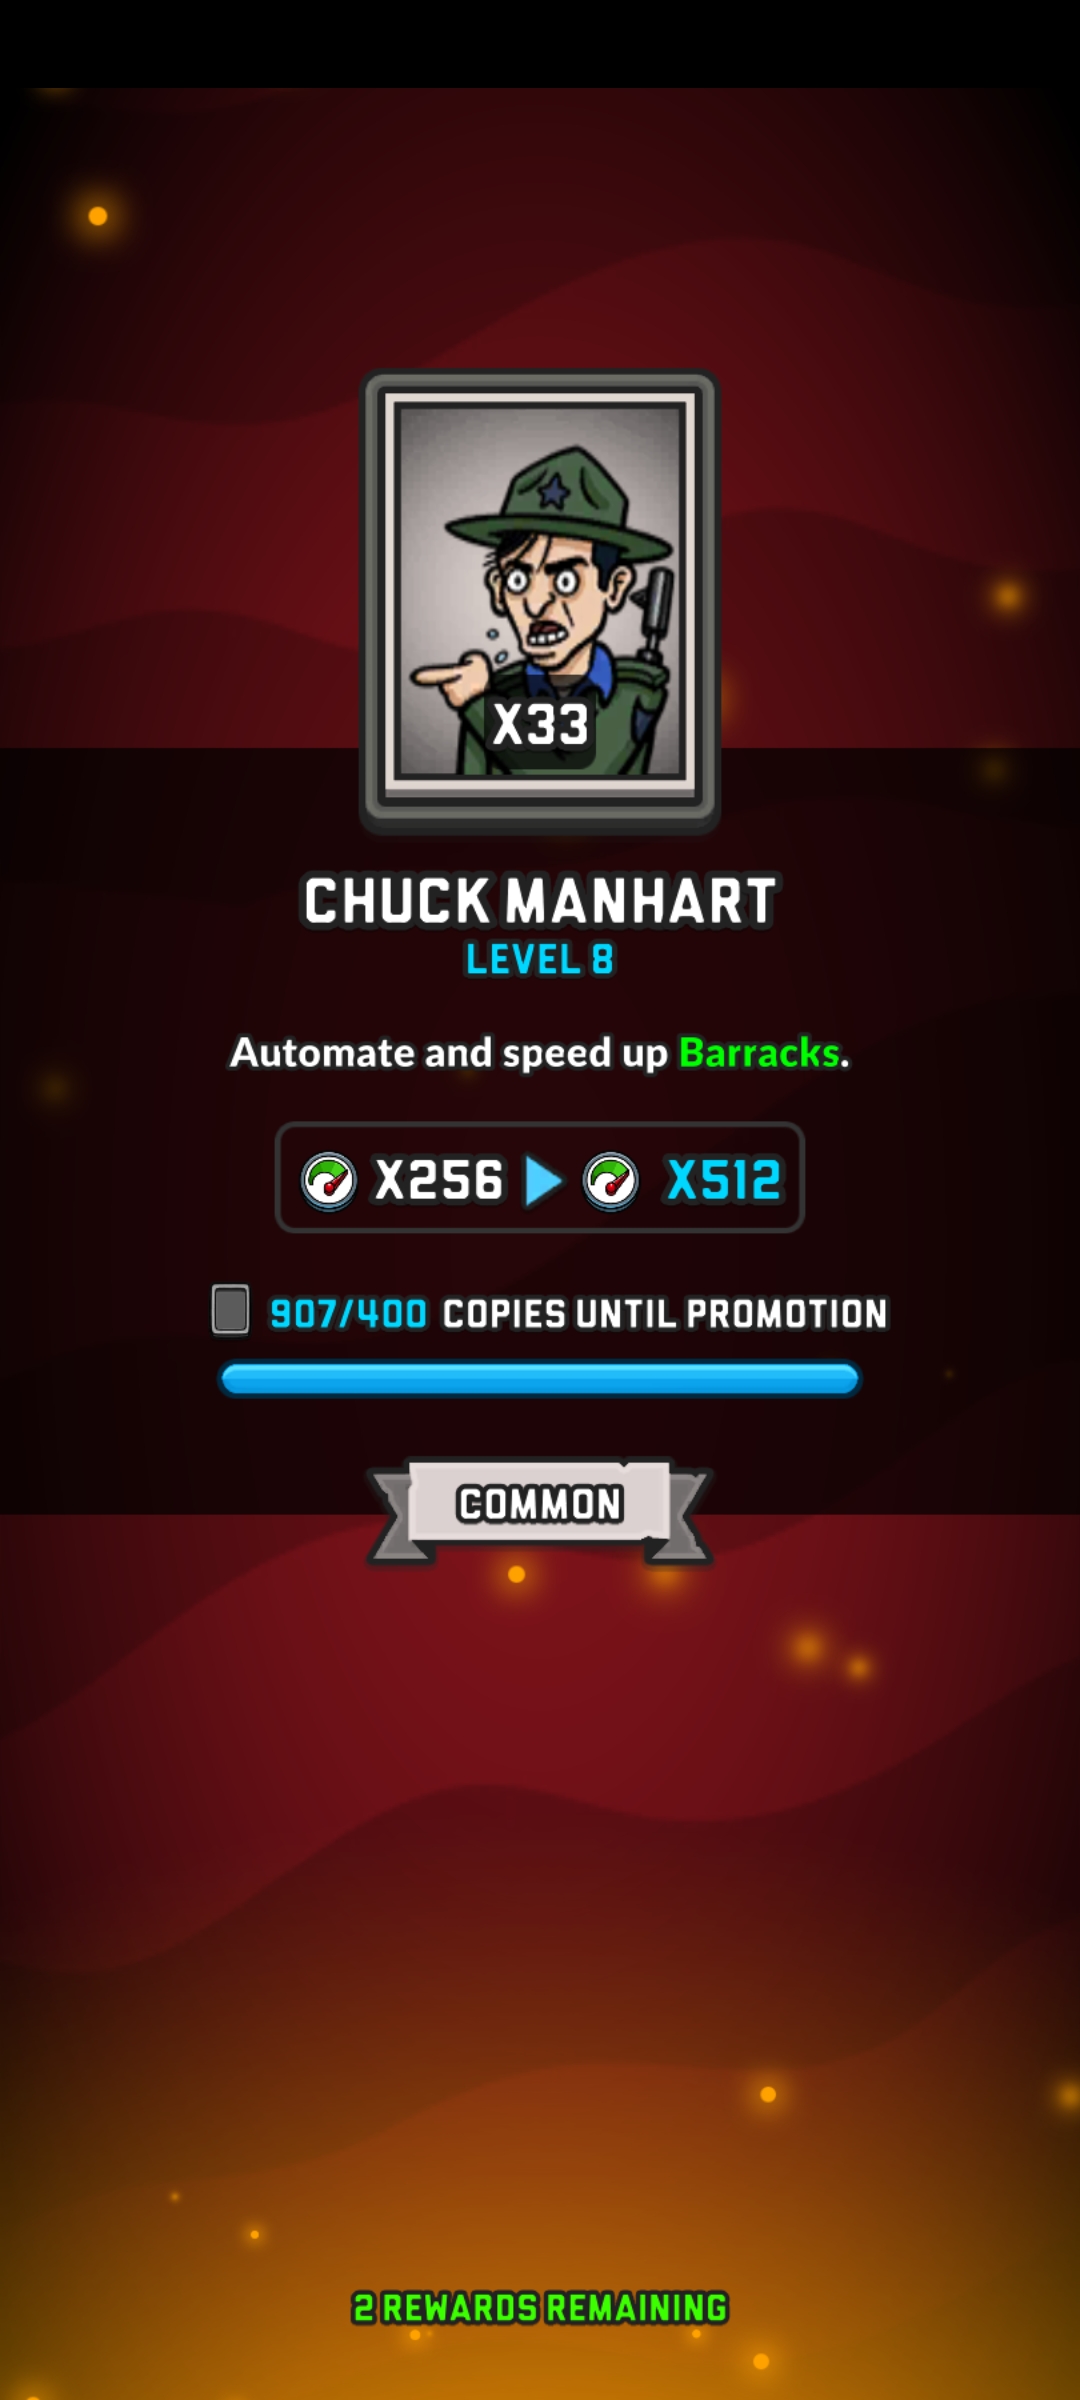 X33
CHUCK MANHART
LEVEL 8
Automate and speed up Barracks.
X256 X512
907/400 COPIES UNTIL PROMOTION
COMMON
2 REWARDS REMAINING